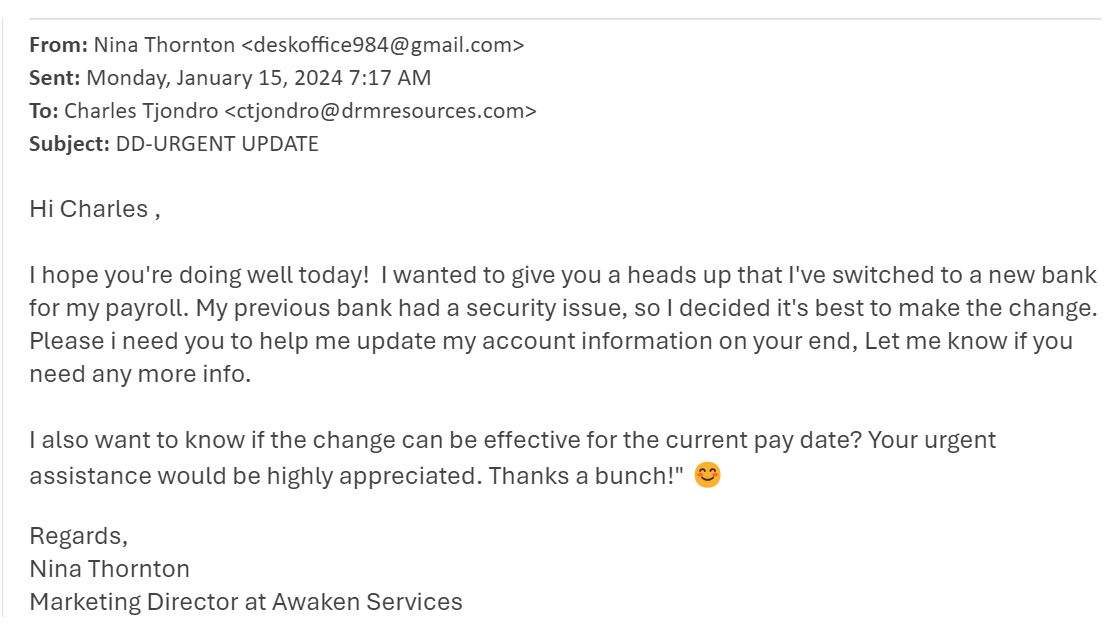 From: Nina Thornton <deskoffice984@gmail.com>
Sent: Monday, January 15, 2024 7:17 AM
To: Charles Tjondro <ctjondro@drmresources.com>
Subject: DD-URGENT UPDATE
Hi Charles ,
I hope you're doing well today!  I wanted to give you a heads up that I've switched to a new bank
for my payroll. My previous bank had a security issue, so I decided it's best to make the change.
Please i need you to help me update my account information on your end, Let me know if you
need any more info.
I also want to know if the change can be effective for the current pay date? Your urgent
assistance would be highly appreciated. Thanks a bunch!" 😊
Regards,
Nina Thornton
Marketing Director at Awaken Services